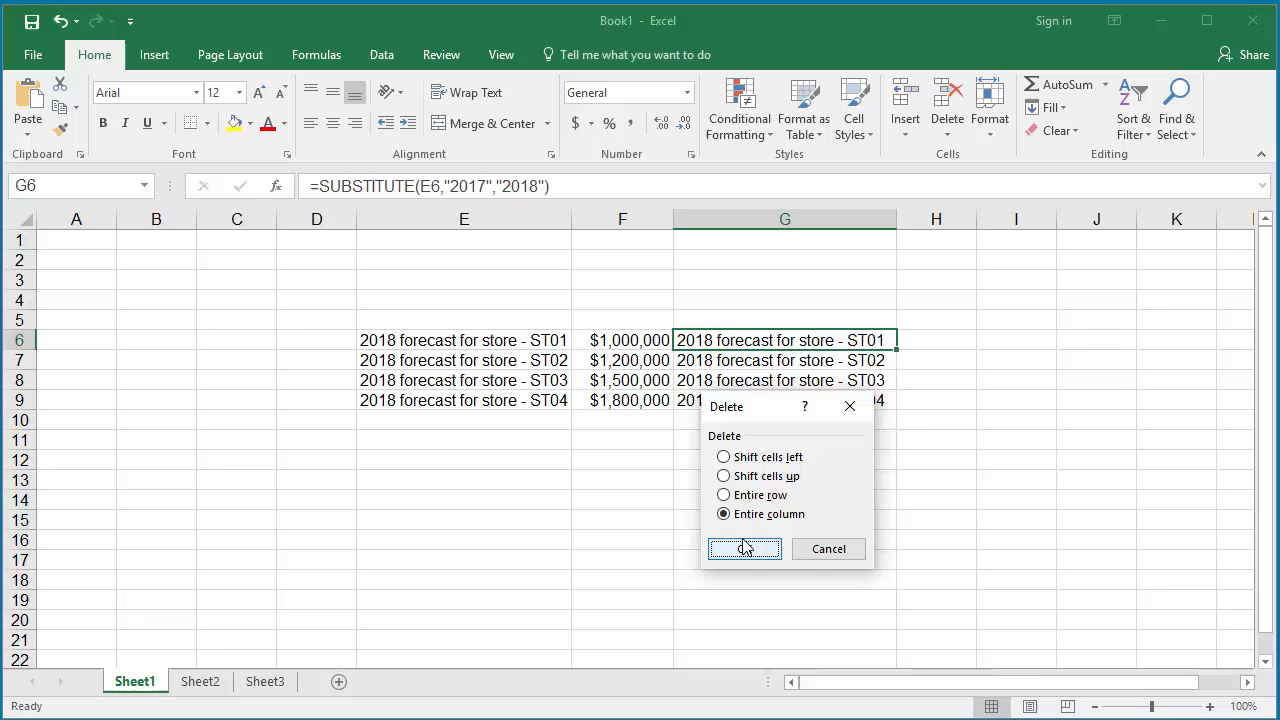 Book1 - Excel
Sign in
File Home Insert Page Layout Formulas Data Review View Tell me what you want to do Share
Arial 12 Wrap Text General AutoSum
Paste B I U A Merge & Center $ % , Conditional Formatting Format as Table Cell Styles Insert Delete Format Fill Clear Sort & Filter Find & Select
Clipboard Font Alignment Number Styles Cells Editing
G6 fx =SUBSTITUTE(E6,"2017","2018")
A B C D E F G H I J K
1
2
3
4
5
6 2018 forecast for store - ST01 $1,000,000 2018 forecast for store - ST01
7 2018 forecast for store - ST02 $1,200,000 2018 forecast for store - ST02
8 2018 forecast for store - ST03 $1,500,000 2018 forecast for store - ST03
9 2018 forecast for store - ST04 $1,800,000
10
11
12
13
14
15
16
17
18
19
20
21
22
Delete ?
Delete
Shift cells left
Shift cells up
Entire row
Entire column
Cancel
Sheet1 Sheet2 Sheet3
Ready 100%